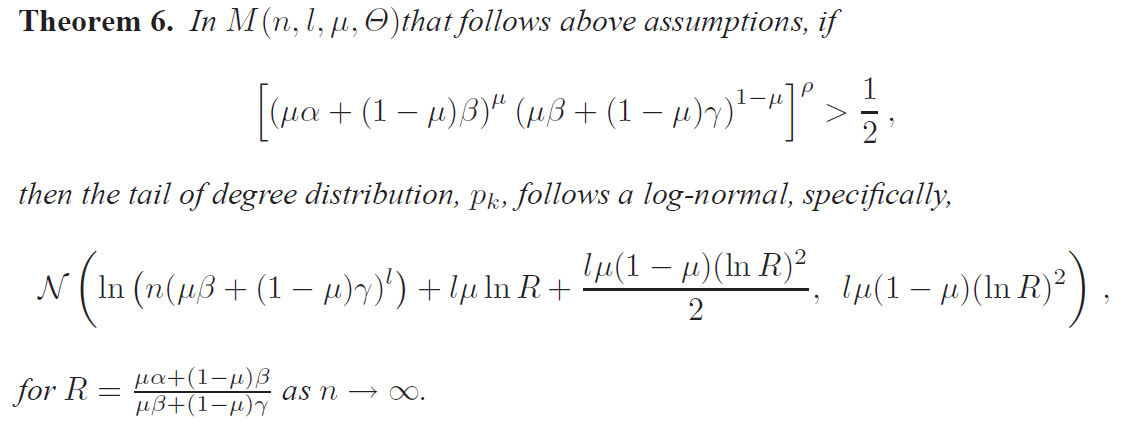 Theorem 6. In M(n, l, μ, Θ)that follows above assumptions, if
[(μα + (1 − μ)β)^μ (μβ + (1 − μ)γ)^{1−μ}]^ρ > 1/2 ,
then the tail of degree distribution, p_k, follows a log-normal, specifically,
𝒩 ( ln (n(μβ + (1 − μ)γ)^l) + lμ ln R + lμ(1 − μ)(ln R)²/2 , lμ(1 − μ)(ln R)² ) ,
for R = μα+(1−μ)β/μβ+(1−μ)γ as n → ∞.